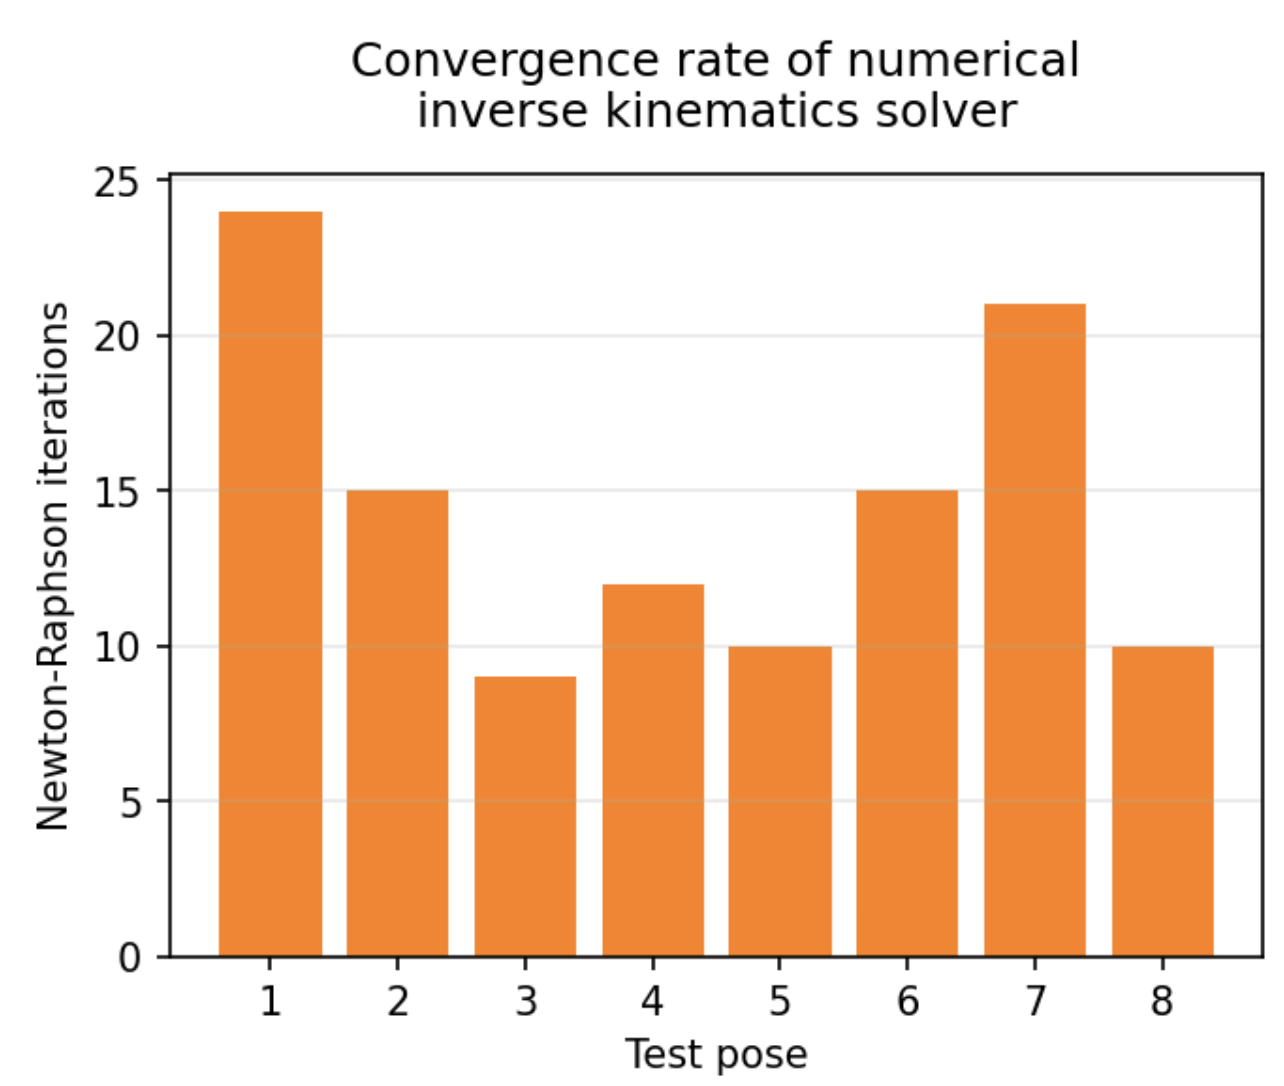 Convergence rate of numerical
inverse kinematics solver
25
20
15
10
5
0
Newton-Raphson iterations
1 2 3 4 5 6 7 8
Test pose